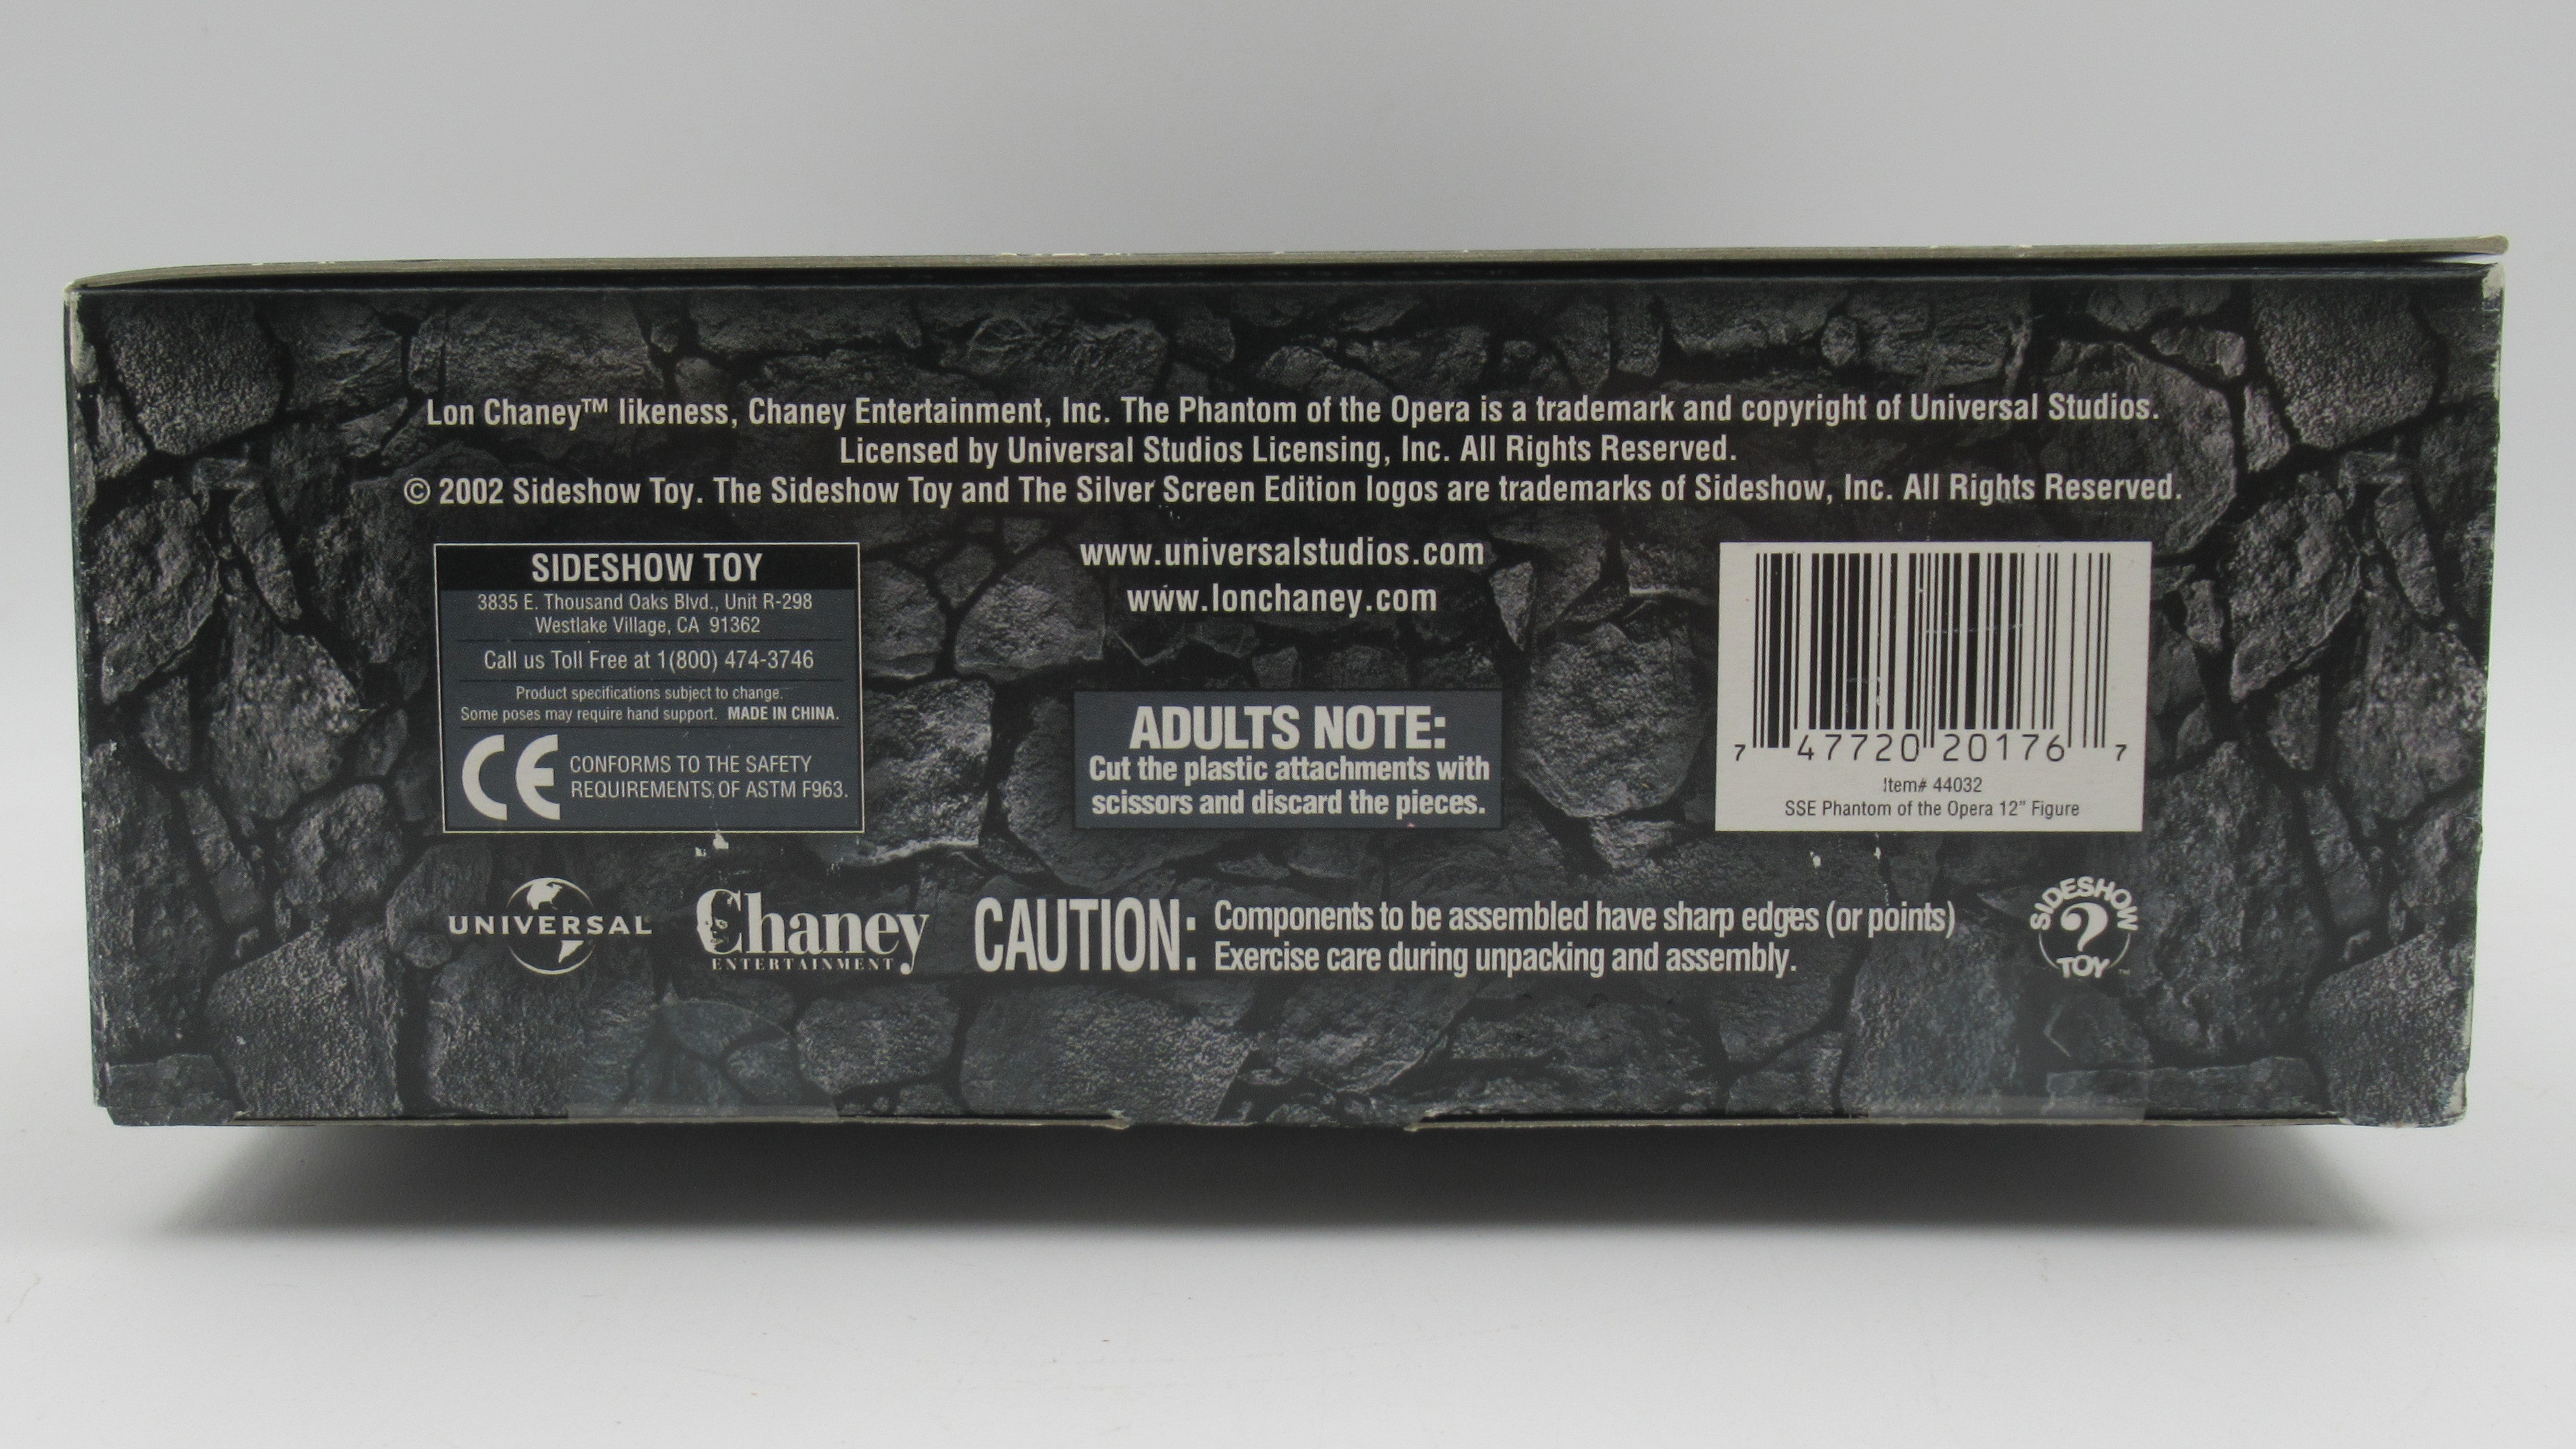 Lon Chaney™ likeness, Chaney Entertainment, Inc. The Phantom of the Opera is a trademark and copyright of Universal Studios.
Licensed by Universal Studios Licensing, Inc. All Rights Reserved.
© 2002 Sideshow Toy. The Sideshow Toy and The Silver Screen Edition logos are trademarks of Sideshow, Inc. All Rights Reserved.
SIDESHOW TOY
3835 E. Thousand Oaks Blvd., Unit R-298
Westlake Village, CA 91362
Call us Toll Free at 1(800) 474-3746
Product specifications subject to change.
Some poses may require hand support. MADE IN CHINA.
CE
CONFORMS TO THE SAFETY
REQUIREMENTS OF ASTM F963.
www.universalstudios.com
www.lonchaney.com
ADULTS NOTE:
Cut the plastic attachments with
scissors and discard the pieces.
7 47720 20176 7
Item# 44032
SSE Phantom of the Opera 12" Figure
UNIVERSAL
Chaney
ENTERTAINMENT
CAUTION:
Components to be assembled have sharp edges (or points)
Exercise care during unpacking and assembly.
SIDESHOW
?
TOY™